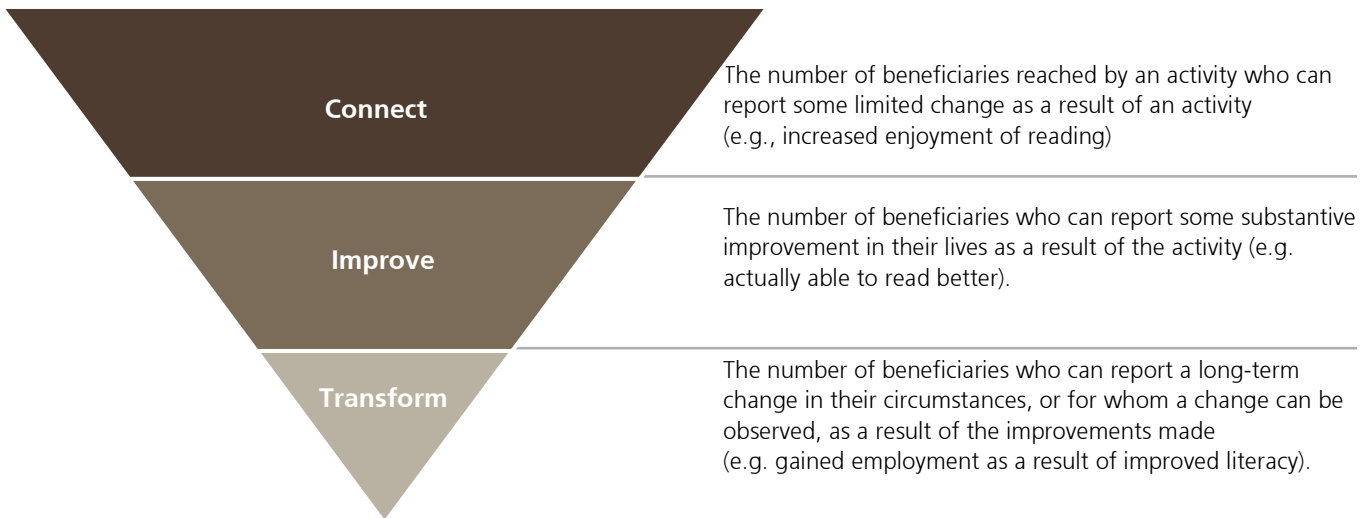 Connect
The number of beneficiaries reached by an activity who can
report some limited change as a result of an activity
(e.g., increased enjoyment of reading)
Improve
The number of beneficiaries who can report some substantive
improvement in their lives as a result of the activity (e.g.
actually able to read better).
Transform
The number of beneficiaries who can report a long-term
change in their circumstances, or for whom a change can be
observed, as a result of the improvements made
(e.g. gained employment as a result of improved literacy).